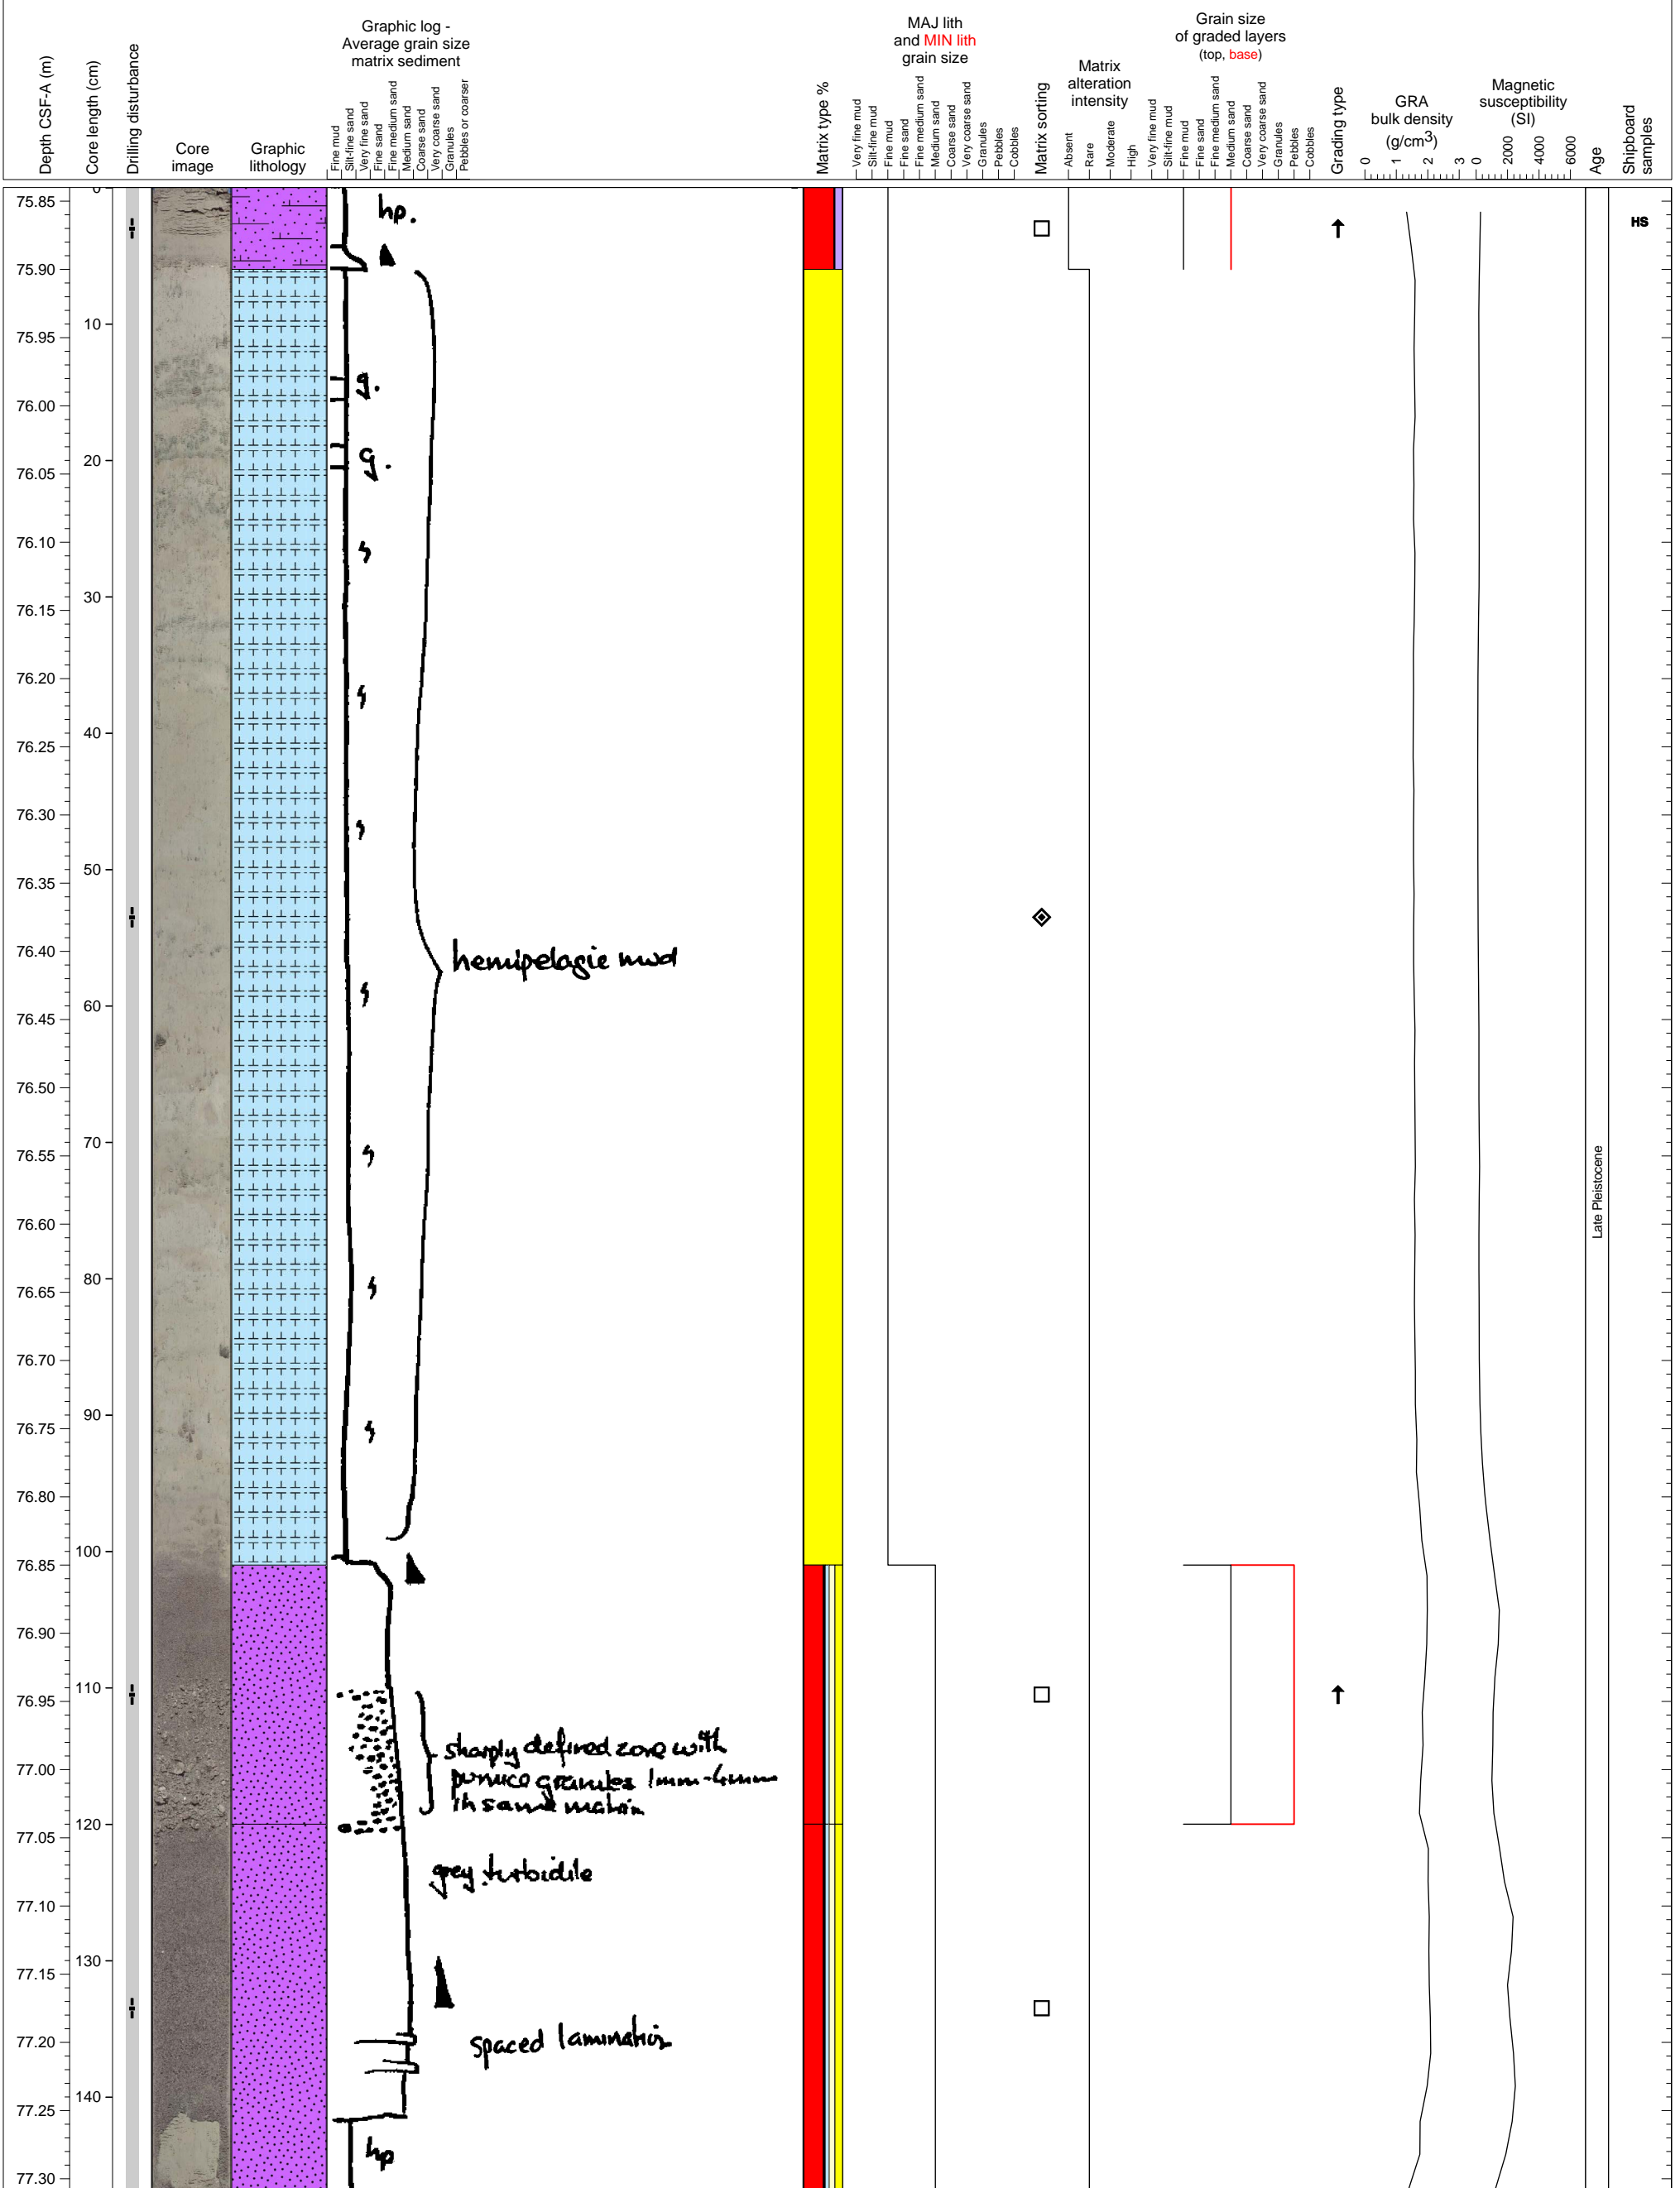 Depth CSF-A (m)
Core length (cm)
Drilling disturbance
Core
image
Graphic
lithology
Graphic log -
Average grain size
matrix sediment
Fine mud
Silt-fine sand
Very fine sand
Fine sand
Fine medium sand
Medium sand
Coarse sand
Very coarse sand
Granules
Pebbles or coarser
Matrix type %
MAJ lith
and MIN lith
grain size
Very fine mud
Silt-fine mud
Fine mud
Fine sand
Fine medium sand
Medium sand
Coarse sand
Very coarse sand
Granules
Pebbles
Cobbles
Matrix sorting
Matrix
alteration
intensity
Absent
Rare
Moderate
High
Grain size
of graded layers
(top, base)
Very fine mud
Silt-fine mud
Fine mud
Fine sand
Fine medium sand
Medium sand
Coarse sand
Very coarse sand
Granules
Pebbles
Cobbles
Grading type
GRA
bulk density
(g/cm3)
0 1 2 3
Magnetic
susceptibility
(SI)
0 2000 4000 6000
Age
Shipboard
samples
75.85
75.90
75.95
76.00
76.05
76.10
76.15
76.20
76.25
76.30
76.35
76.40
76.45
76.50
76.55
76.60
76.65
76.70
76.75
76.80
76.85
76.90
76.95
77.00
77.05
77.10
77.15
77.20
77.25
77.30
0
10
20
30
40
50
60
70
80
90
100
110
120
130
140
hp.
g.
g.
hemipelagic mud
sharply defined zone with
pumice granules 1mm-4mm
in same matrix
grey turbidite
spaced lamination
hp
HS
Late Pleistocene